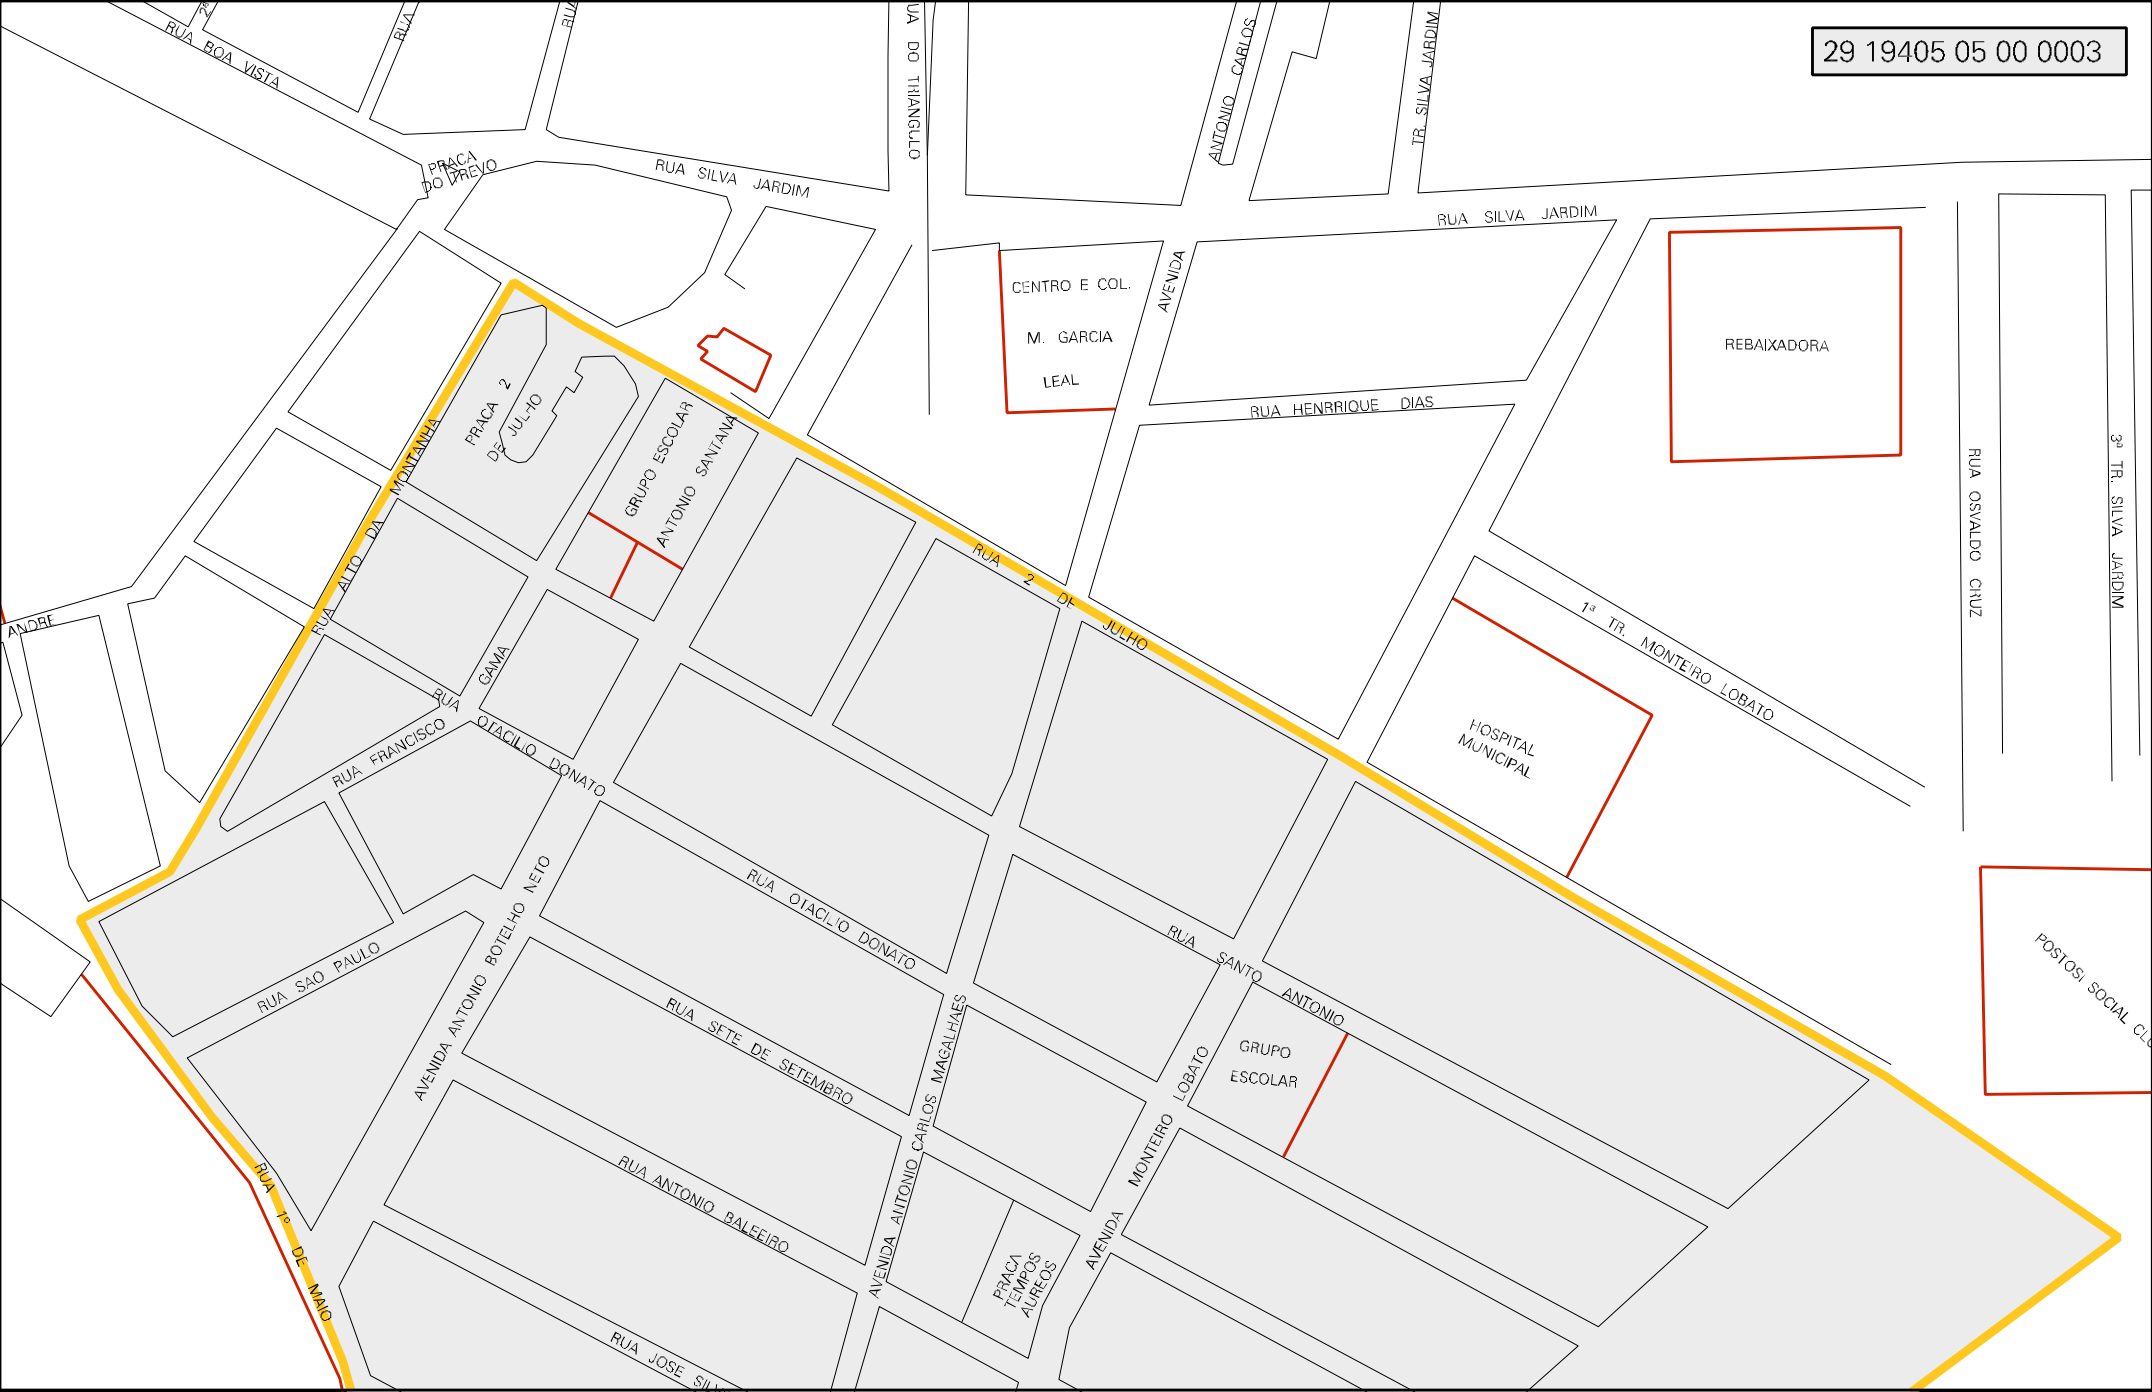 29 19405 05 00 0003
2ª
RUA
RUA
RUA BOA VISTA
RUA DO TRIANGLLO
ANTONIO CARLOS
TR. SILVA JARDIM
PRACA
DO TREVO
RUA SILVA JARDIM
RUA SILVA JARDIM
AVENIDA
CENTRO E COL.
M. GARCIA
LEAL
REBAIXADORA
RUA HENRRIQUE DIAS
PRACA 2
DE JULHO
GRUPO ESCOLAR
ANTONIO SANTANA
RUA ALTO DA MONTANHA
RUA OSVALDO CRUZ
3ª TR. SILVA JARDIM
RUA 2 DE JULHO
1ª TR. MONTEIRO LOBATO
ANDRE
RUA FRANCISCO GAMA
RUA OTACILIO DONATO
HOSPITAL
MUNICIPAL
AVENIDA ANTONIO BOTELHO NETO
RUA OTACILIO DONATO
RUA SANTO ANTONIO
POSTOSI SOCIAL CLU
RUA SAO PAULO
RUA SETE DE SETEMBRO
AVENIDA ANTONIO CARLOS MAGALHAES
GRUPO
ESCOLAR
AVENIDA MONTEIRO LOBATO
RUA 1º DE MAIO
RUA ANTONIO BALEEIRO
PRACA
TEMPOS
AUREOS
RUA JOSE